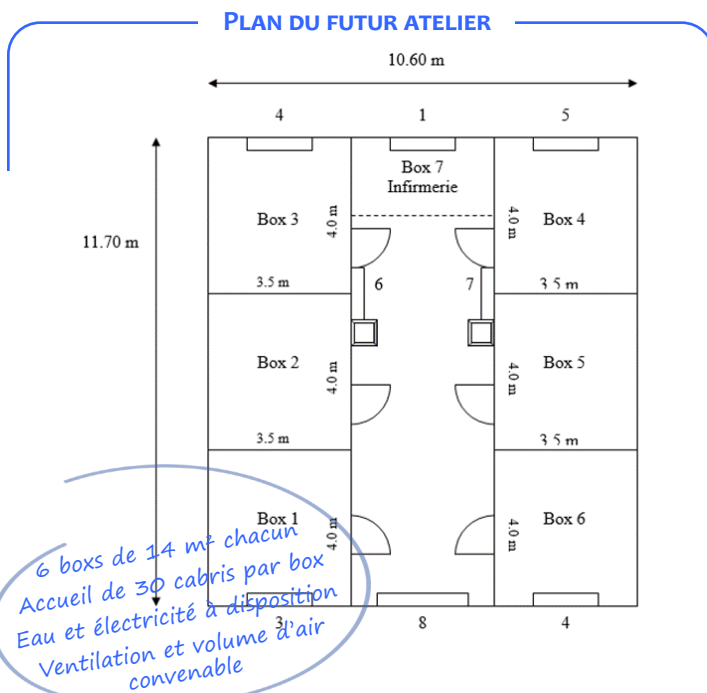 PLAN DU FUTUR ATELIER
10.60 m
4 1 5
Box 7
Infirmerie
Box 3 4.0 m 4.0 m Box 4
11.70 m
3.5 m 6 7 3 5 m
Box 2 4.0 m 4.0 m Box 5
3.5 m 3 5 m
Box 1 4.0 m 4.0 m Box 6
6 boxs de 14 m² chacun
Accueil de 30 cabris par box
Eau et électricité à disposition
Ventilation et volume d'air
convenable
3 8 4